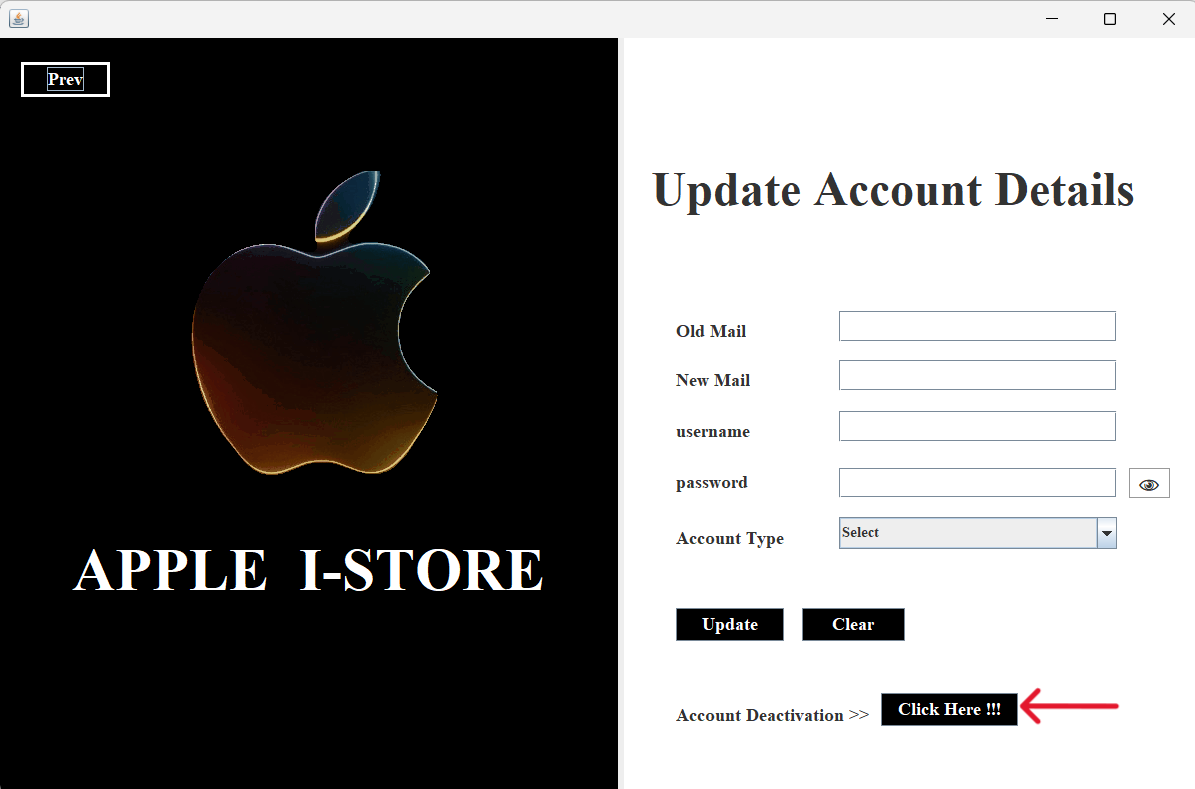 Prev
APPLE I-STORE
Update Account Details
Old Mail
New Mail
username
password
Account Type
Select
Update
Clear
Account Deactivation >>
Click Here !!!